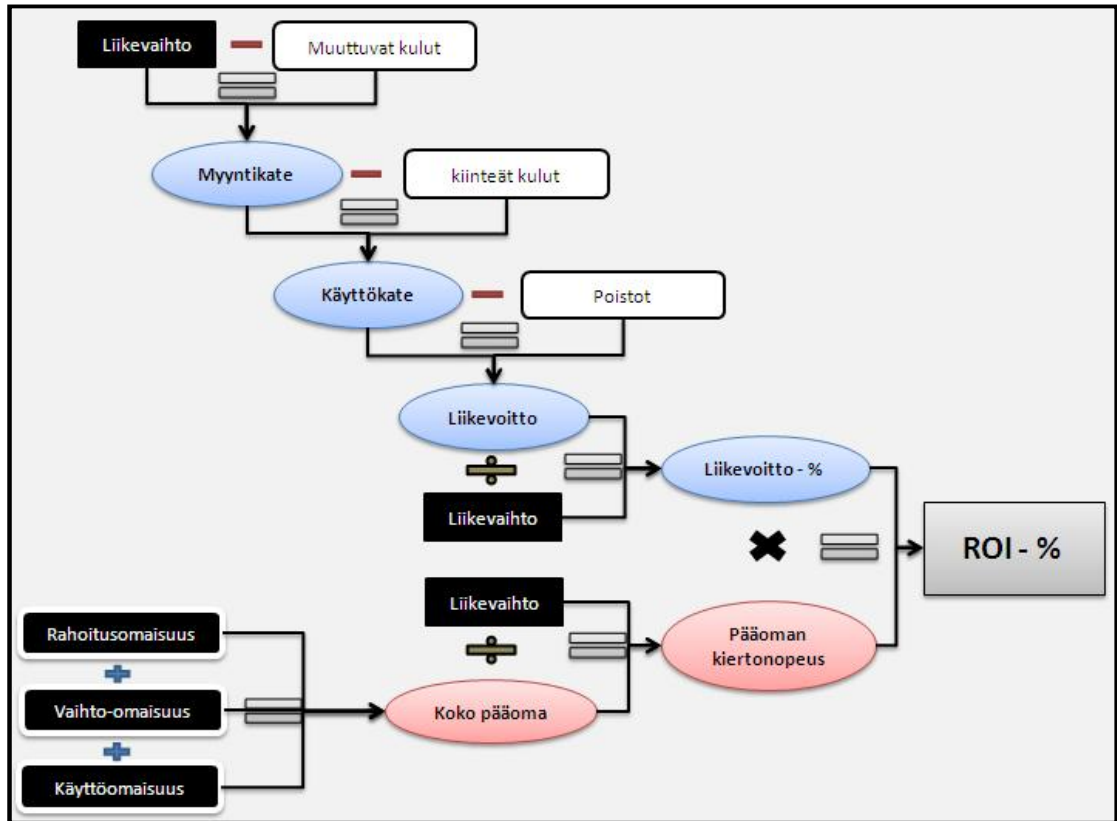 Liikevaihto
Muuttuvat kulut
Myyntikate
kiinteät kulut
Käyttökate
Poistot
Liikevoitto
Liikevoitto - %
Liikevaihto
ROI - %
Liikevaihto
Rahoitusomaisuus
Pääoman
kiertonopeus
Vaihto-omaisuus
Koko pääoma
Käyttöomaisuus